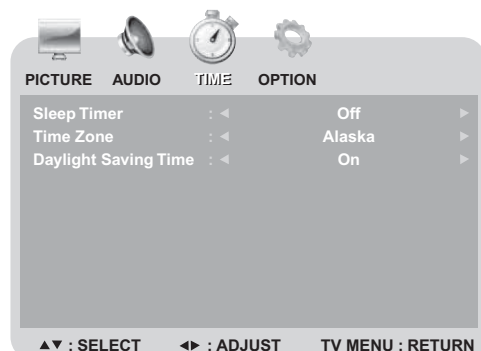 PICTURE AUDIO TIME OPTION
Sleep Timer : ◄ Off ►
Time Zone : ◄ Alaska ►
Daylight Saving Time : ◄ On ►
▲▼ : SELECT ◄► : ADJUST TV MENU : RETURN